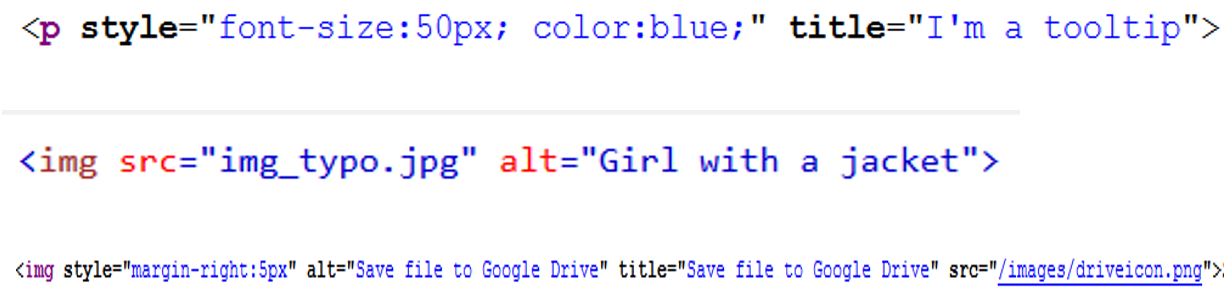 <p style="font-size:50px; color:blue;" title="I'm a tooltip">
<img src="img_typo.jpg" alt="Girl with a jacket">
<img style="margin-right:5px" alt="Save file to Google Drive" title="Save file to Google Drive" src="/images/driveicon.png">